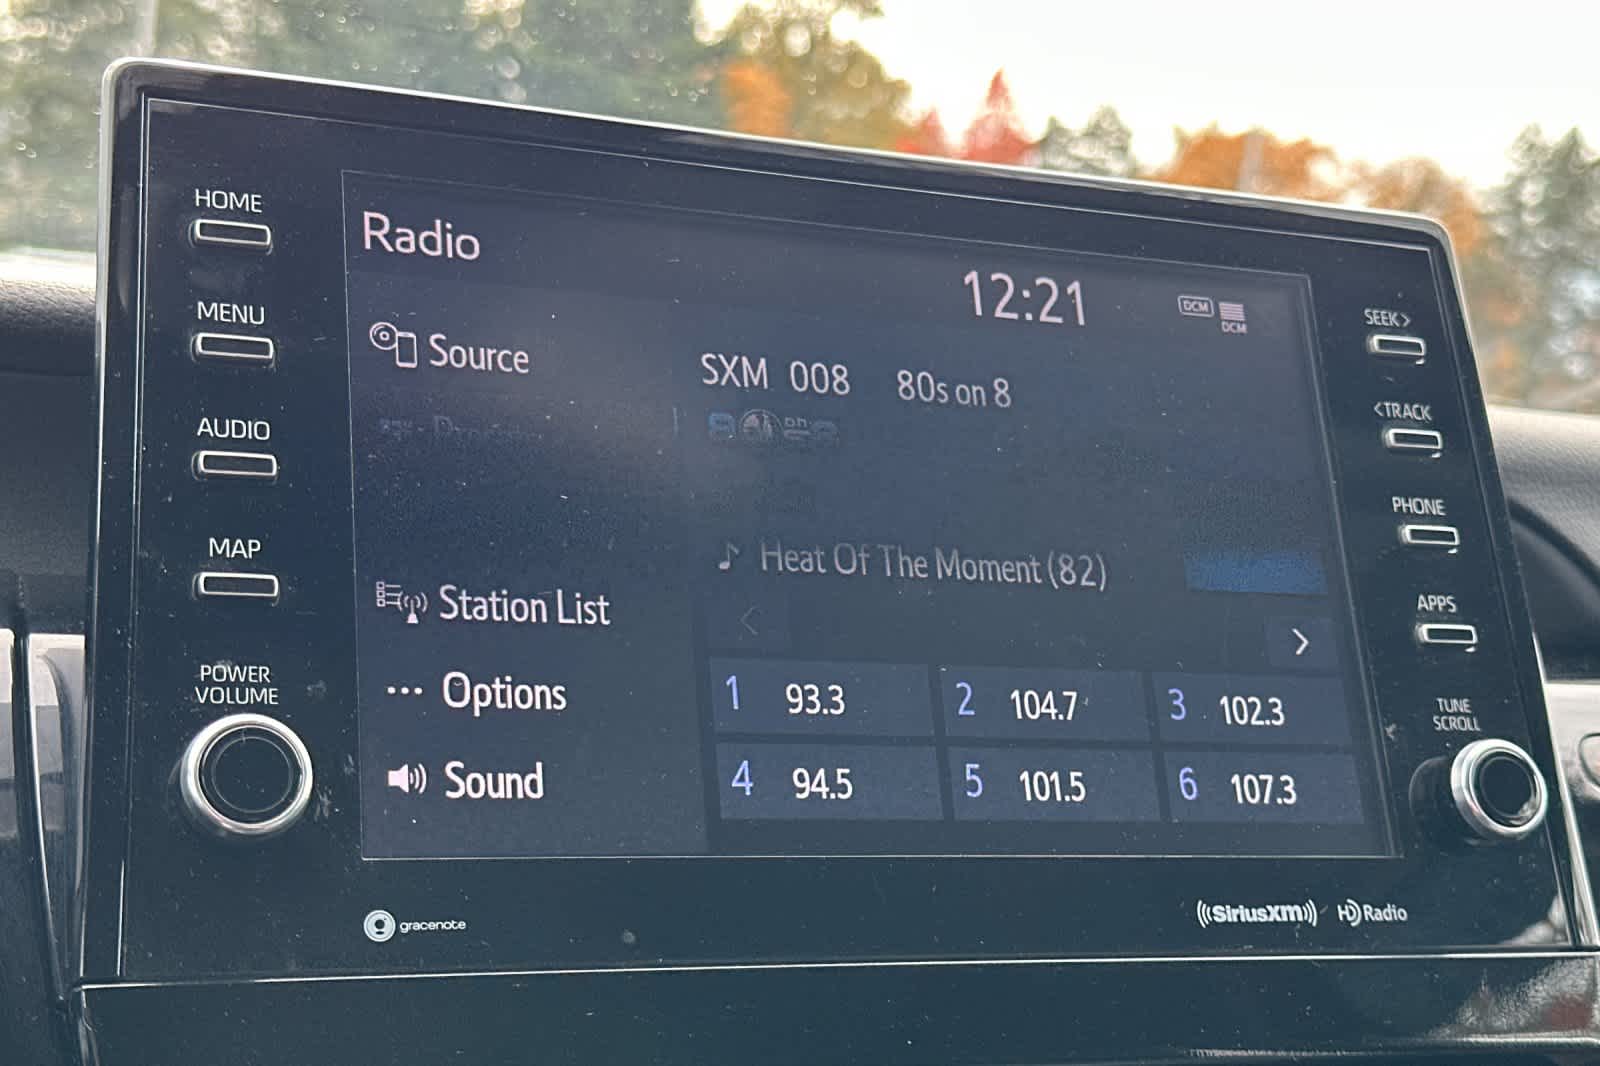 HOME
MENU
AUDIO
MAP
POWER
VOLUME
Radio
12:21
DCM
DCM
Source
SXM 008 80s on 8
Heat Of The Moment (82)
Station List
Options
Sound
<
>
1 93.3
2 104.7
3 102.3
4 94.5
5 101.5
6 107.3
SEEK>
<TRACK
PHONE
APPS
TUNE
SCROLL
gracenote
SiriusXM
HD Radio